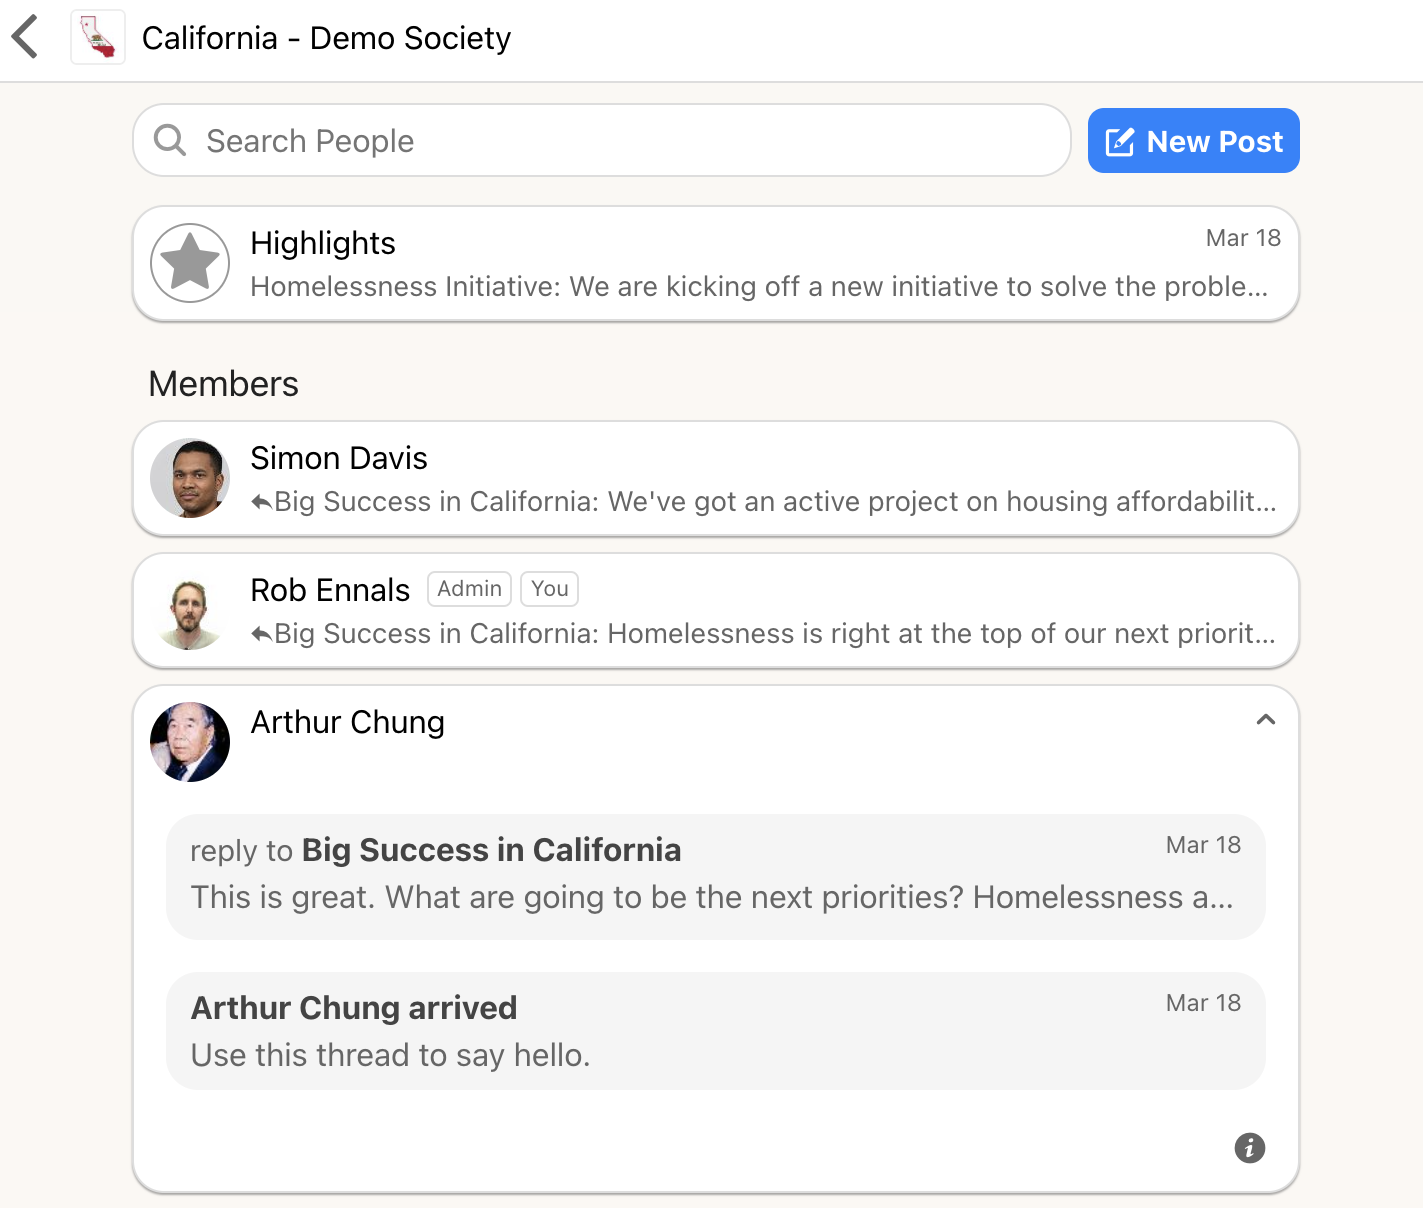 California - Demo Society
Search People
New Post
Highlights
Mar 18
Homelessness Initiative: We are kicking off a new initiative to solve the proble...
Members
Simon Davis
Big Success in California: We've got an active project on housing affordabilit...
Rob Ennals Admin You
Big Success in California: Homelessness is right at the top of our next priorit...
Arthur Chung
reply to Big Success in California
Mar 18
This is great. What are going to be the next priorities? Homelessness a...
Arthur Chung arrived
Mar 18
Use this thread to say hello.